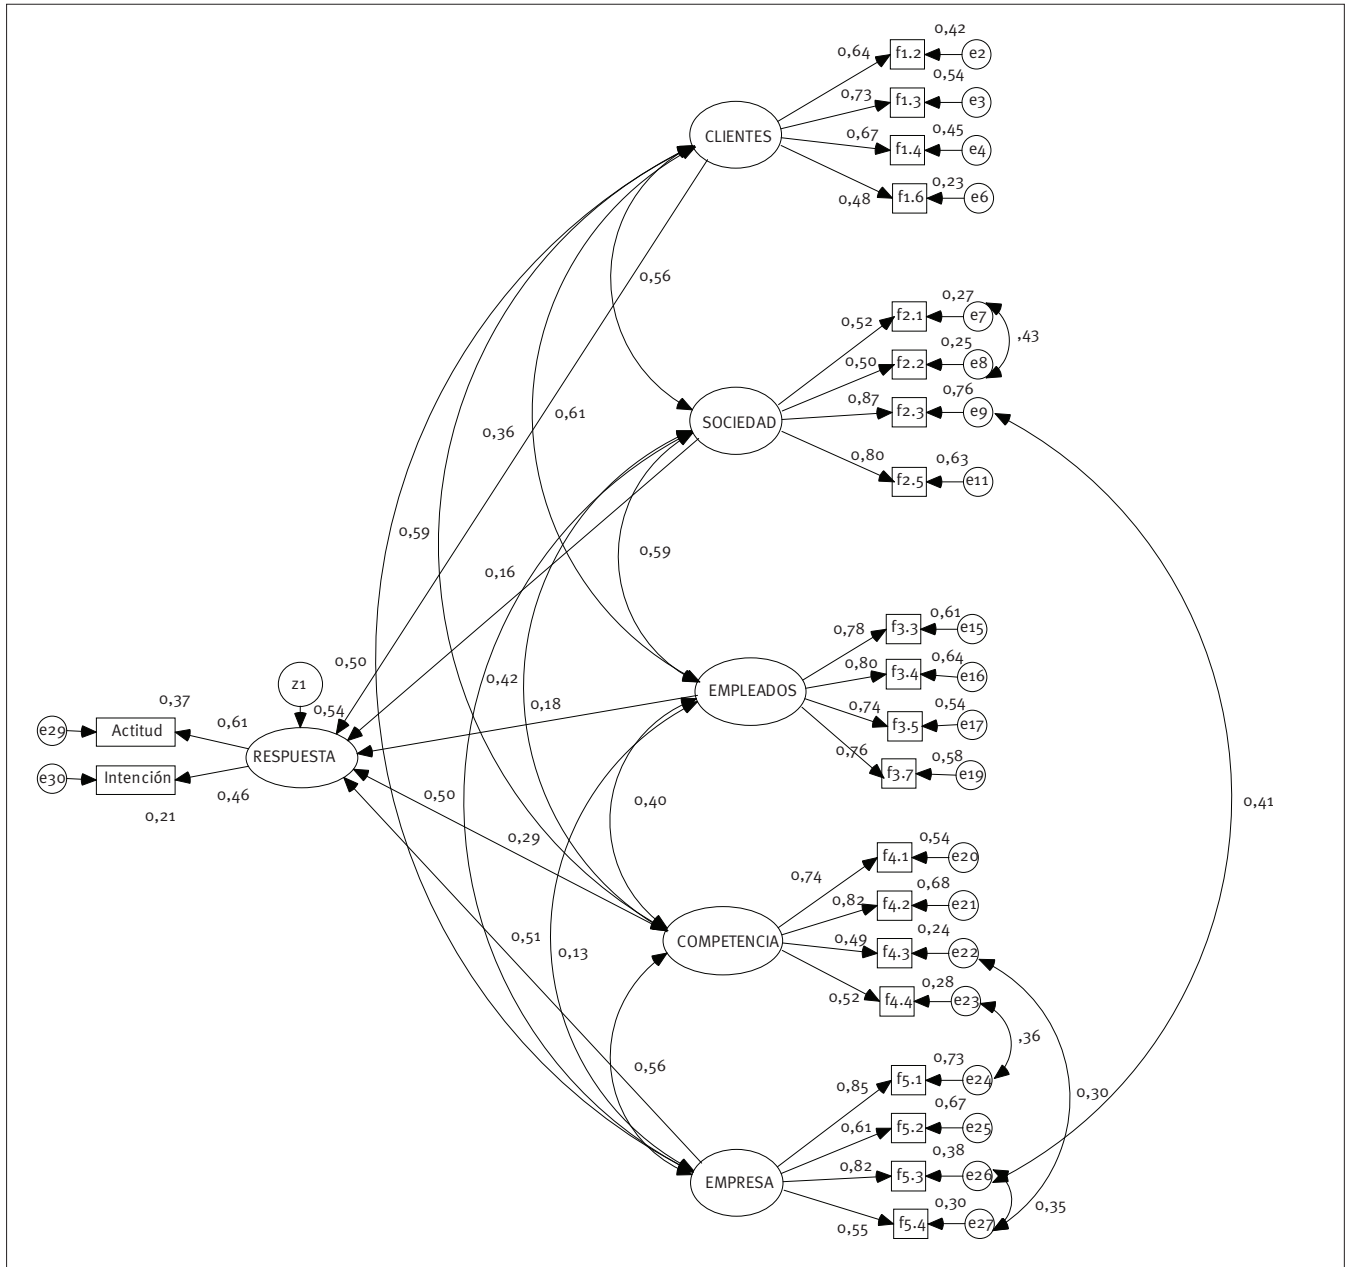 0,42
0,64 f1.2 e2
0,54
0,73 f1.3 e3
0,67 0,45
CLIENTES f1.4 e4
0,23
0,48 f1.6 e6
0,56
0,27
0,52 f2.1 e7
,43
0,25
0,50 f2.2 e8
0,76
0,87 f2.3 e9
0,36 0,61 SOCIEDAD
0,80 0,63
f2.5 e11
0,59
0,16 0,59
0,61
0,78 f3.3 e15
0,50 0,80 0,64
z1 f3.4 e16
0,42 EMPLEADOS
0,37 0,54 0,18 0,74 0,54
e29 Actitud 0,61 f3.5 e17
RESPUESTA 0,76 0,58
e30 Intención f3.7 e19
0,21 0,46 0,50 0,40 0,41
0,29 0,54
f4.1 e20
0,74
0,68
0,82 f4.2 e21
0,51 0,13 COMPETENCIA 0,49 0,24
f4.3 e22
0,28
0,52 f4.4 e23
,36
0,56 0,73
0,85 f5.1 e24
0,30
0,67
0,61 f5.2 e25
0,38
0,82 f5.3 e26
EMPRESA
0,30 0,35
0,55 f5.4 e27